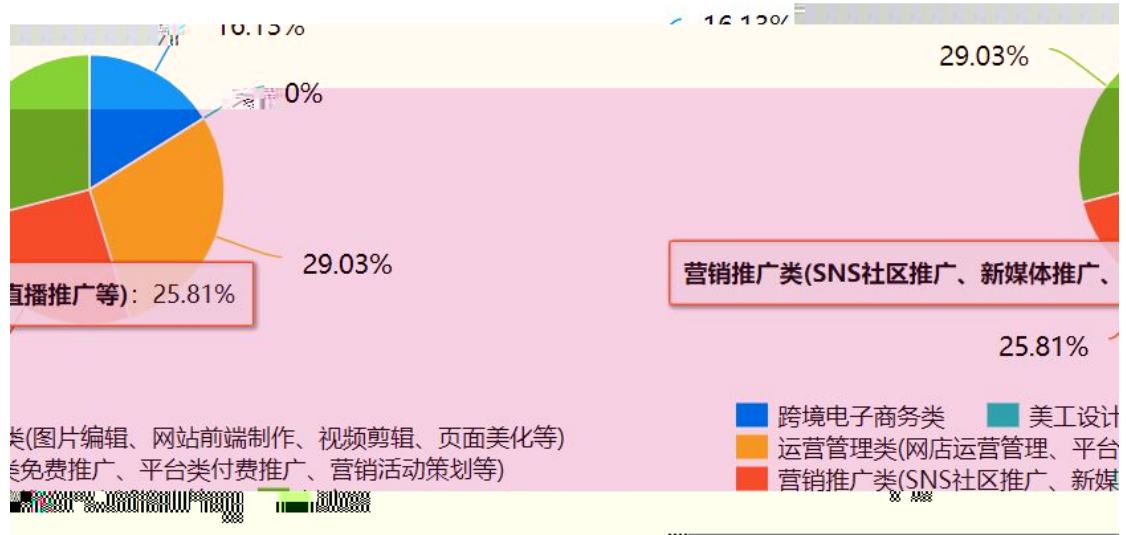 16.13%
16.13%
29.03%
0%
29.03%
直播推广等)：25.81%
营销推广类(SNS社区推广、新媒体推广、
25.81%
跨境电子商务类 美工设计
类(图片编辑、网站前端制作、视频剪辑、页面美化等)
运营管理类(网店运营管理、平台
类免费推广、平台类付费推广、营销活动策划等)
营销推广类(SNS社区推广、新媒